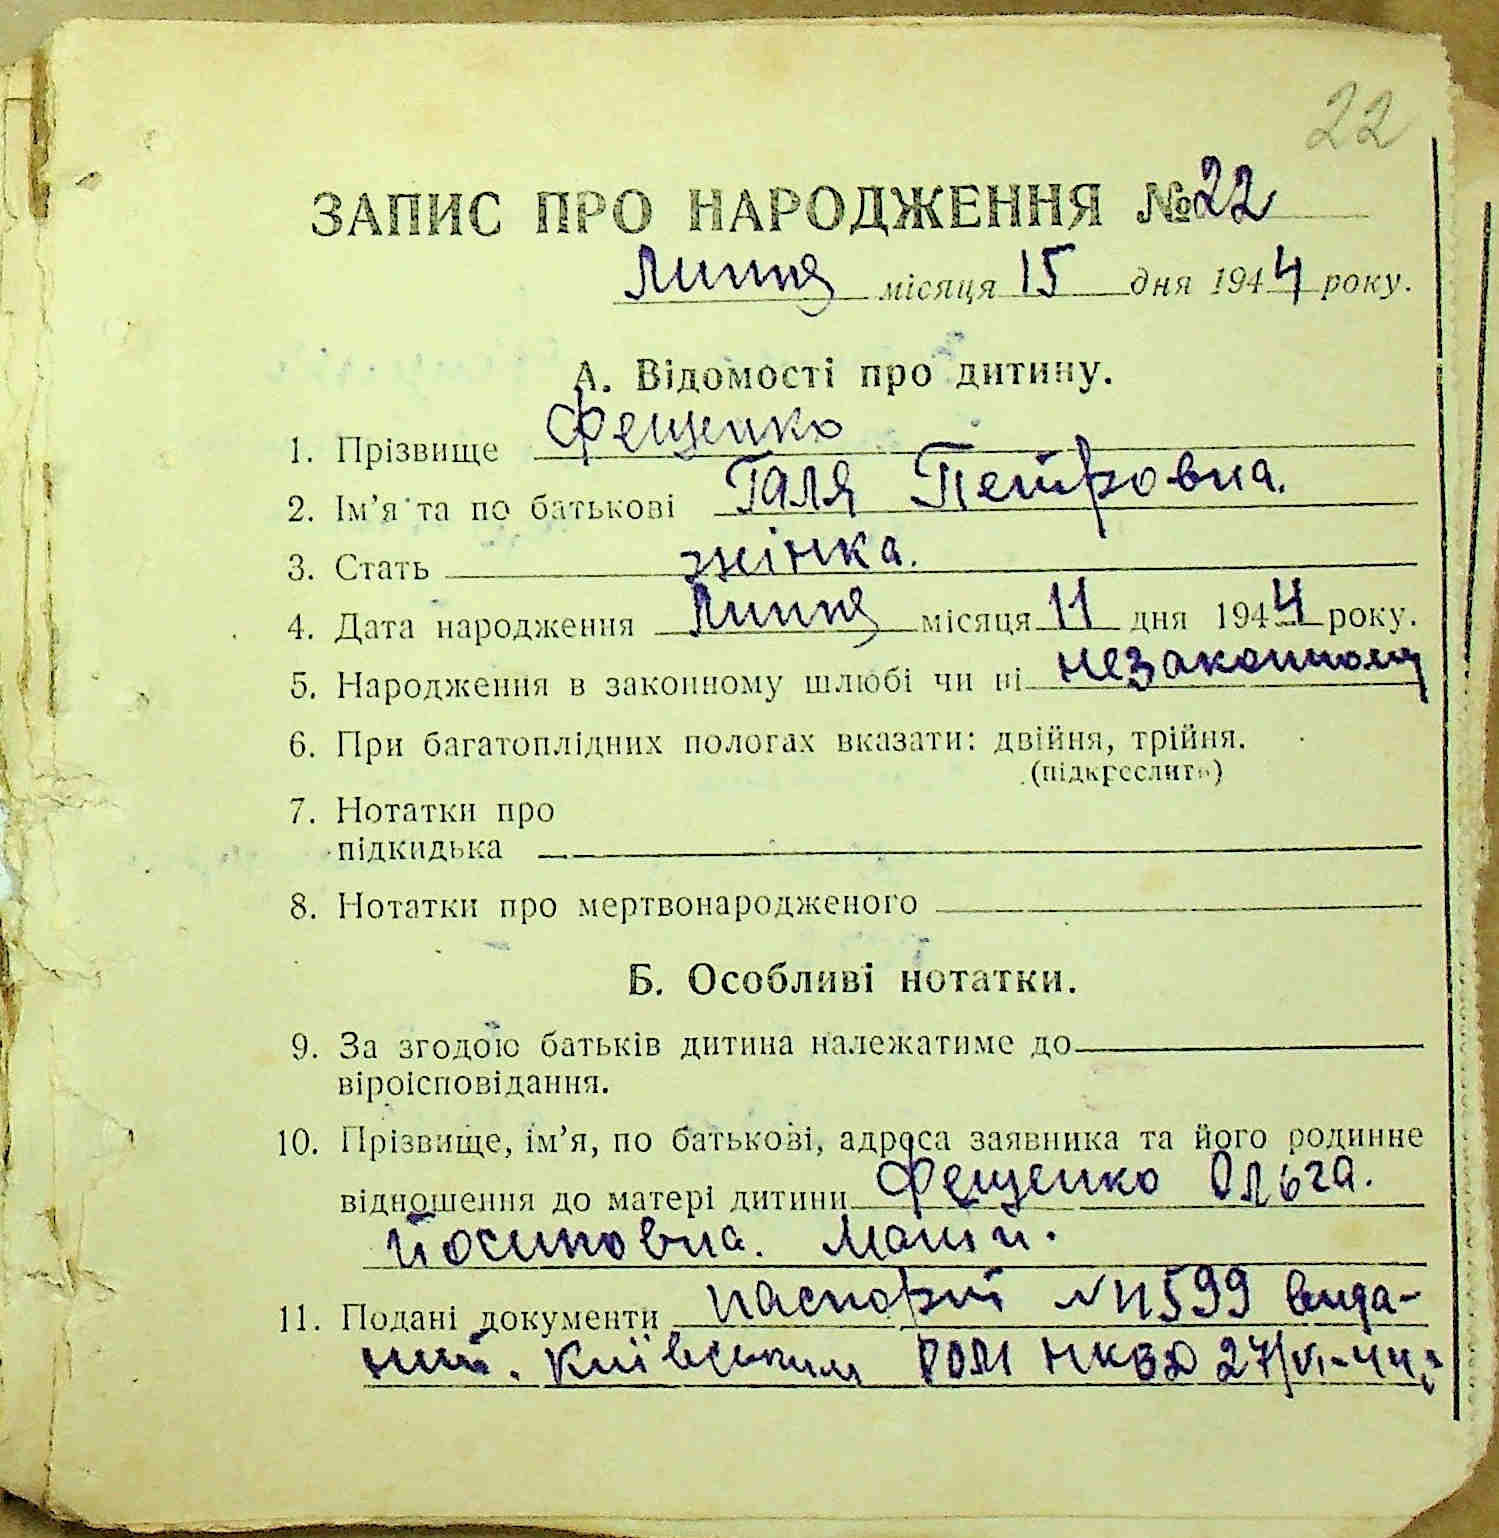 22
ЗАПИС ПРО НАРОДЖЕННЯ №22
Липня місяця 15 дня 1944 року.
А. Відомості про дитину.
1. Прізвище Фещенко
2. Ім'я та по батькові Галя Петровна.
3. Стать жінка.
4. Дата народження Липня місяця 11 дня 1944 року.
5. Народження в законному шлюбі чи ні незаконному
6. При багатоплідних пологах вказати: двійня, трійня.
(підкреслить)
7. Нотатки про
підкидька
8. Нотатки про мертвонародженого
Б. Особливі нотатки.
9. За згодою батьків дитина належатиме до
віроісповідання.
10. Прізвище, ім'я, по батькові, адреса заявника та його родинне
відношення до матері дитини Фещенко Ольга.
Йосиповна. Мати.
11. Подані документи паспорт № 11599 вида-
ний. Київським РОМ НКВД 27/VI-44